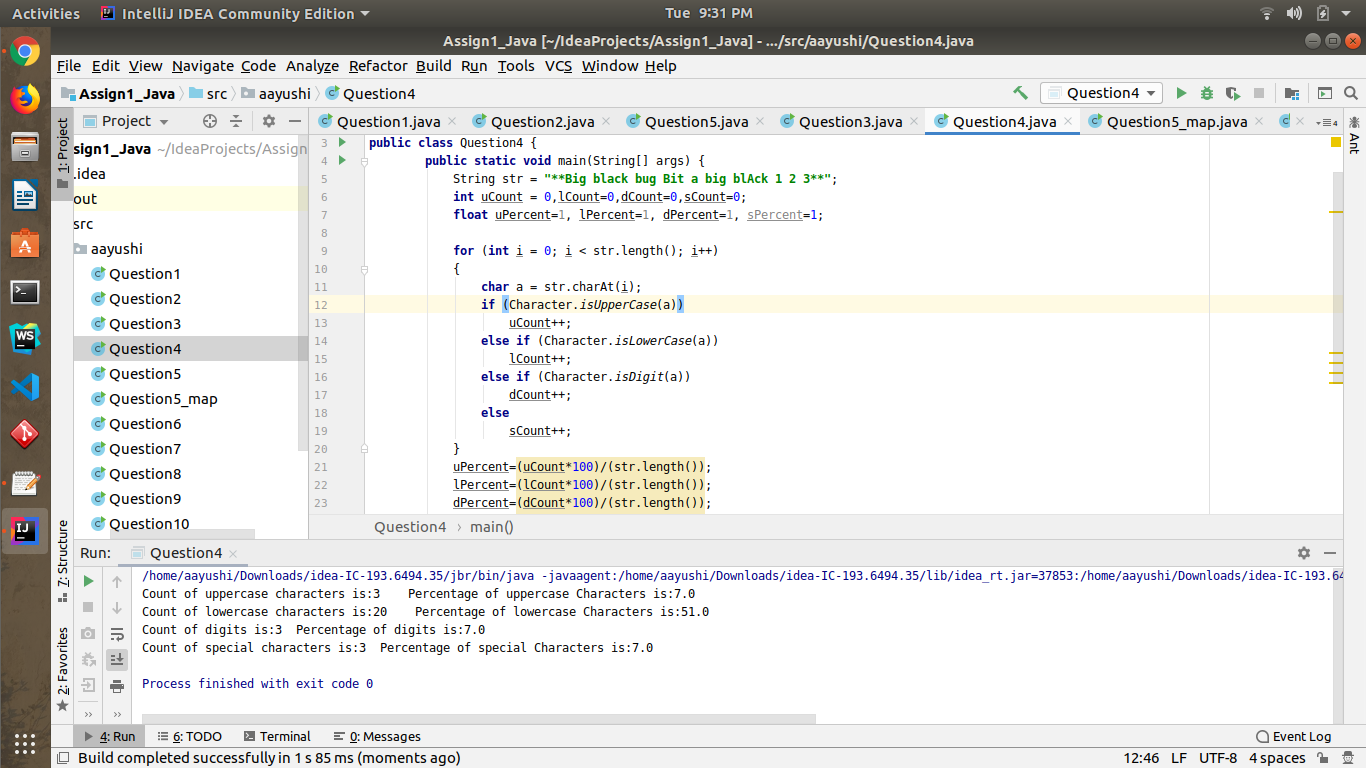 Activities IntelliJ IDEA Community Edition Tue 9:31 PM
Assign1_Java [~/IdeaProjects/Assign1_Java] - .../src/aayushi/Question4.java
File Edit View Navigate Code Analyze Refactor Build Run Tools VCS Window Help
Assign1_Java src aayushi Question4 Question4
Project
Question1.java Question2.java Question5.java Question3.java Question4.java Question5_map.java
1: Project
sign1_Java ~/IdeaProjects/Assign
.idea
out
src
aayushi
Question1
Question2
Question3
Question4
Question5
Question5_map
Question6
Question7
Question8
Question9
Question10
7: Structure
2: Favorites
Ant
3 public class Question4 {
4 public static void main(String[] args) {
5 String str = "**Big black bug Bit a big blAck 1 2 3**";
6 int uCount = 0,lCount=0,dCount=0,sCount=0;
7 float uPercent=1, lPercent=1, dPercent=1, sPercent=1;
8
9 for (int i = 0; i < str.length(); i++)
10 {
11 char a = str.charAt(i);
12 if (Character.isUpperCase(a))
13 uCount++;
14 else if (Character.isLowerCase(a))
15 lCount++;
16 else if (Character.isDigit(a))
17 dCount++;
18 else
19 sCount++;
20 }
21 uPercent=(uCount*100)/(str.length());
22 lPercent=(lCount*100)/(str.length());
23 dPercent=(dCount*100)/(str.length());
Question4 › main()
Run: Question4
/home/aayushi/Downloads/idea-IC-193.6494.35/jbr/bin/java -javaagent:/home/aayushi/Downloads/idea-IC-193.6494.35/lib/idea_rt.jar=37853:/home/aayushi/Downloads/idea-IC-193.64
Count of uppercase characters is:3    Percentage of uppercase Characters is:7.0
Count of lowercase characters is:20    Percentage of lowercase Characters is:51.0
Count of digits is:3  Percentage of digits is:7.0
Count of special characters is:3  Percentage of special Characters is:7.0
Process finished with exit code 0
4: Run 6: TODO Terminal 0: Messages Event Log
Build completed successfully in 1 s 85 ms (moments ago) 12:46 LF UTF-8 4 spaces